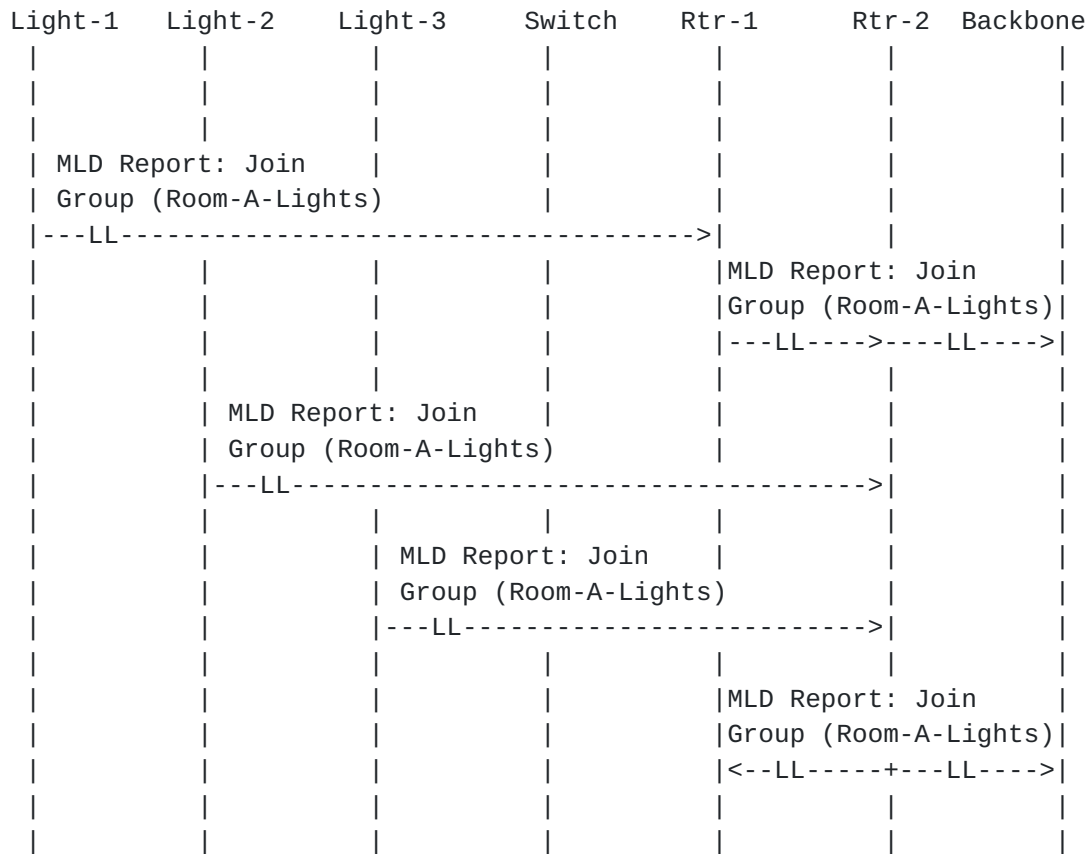 Light-1 Light-2 Light-3 Switch Rtr-1 Rtr-2 Backbone
MLD Report: Join
Group (Room-A-Lights)
---LL------------------------------------->
MLD Report: Join
Group (Room-A-Lights)
---LL---->----LL---->
MLD Report: Join
Group (Room-A-Lights)
---LL------------------------------------->
MLD Report: Join
Group (Room-A-Lights)
---LL-------------------------->
MLD Report: Join
Group (Room-A-Lights)
<--LL-----+---LL---->